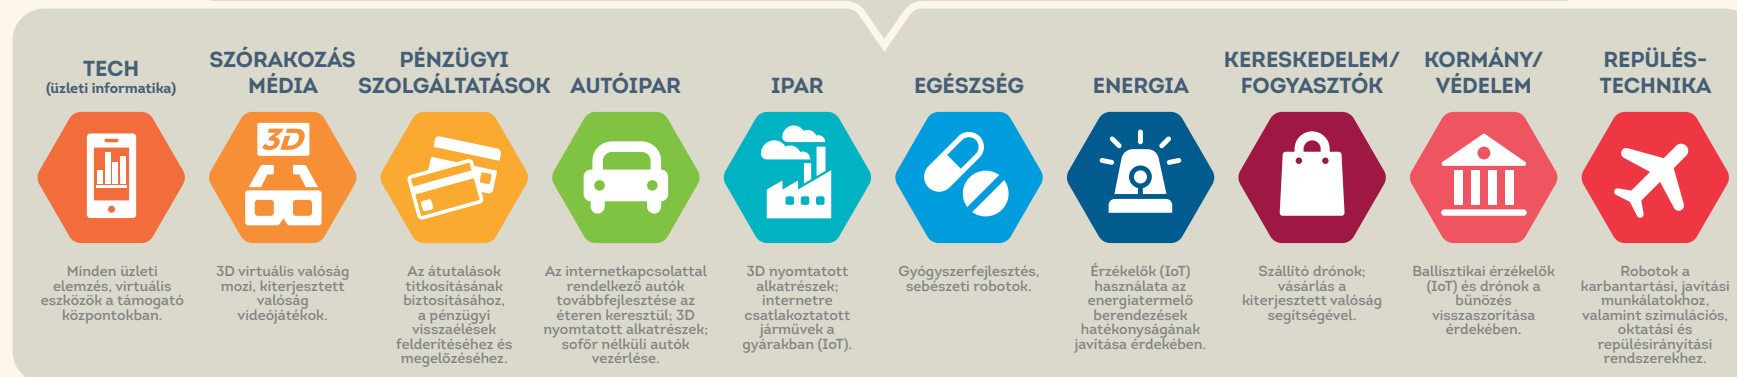 TECH
(üzleti informatika)
Minden üzleti
elemzés, virtuális
eszközök a támogató
központokban.
SZÓRAKOZÁS
MÉDIA
3D
3D virtuális valóság
mozi, kiterjesztett
valóság
videójátékok.
PÉNZÜGYI
SZOLGÁLTATÁSOK
Az átutalások
titkosításának
biztosításához,
a pénzügyi
visszaélések
felderítéséhez és
megelőzéséhez.
AUTÓIPAR
Az internetkapcsolattal
rendelkező autók
továbbfejlesztése az
éteren keresztül; 3D
nyomtatott alkatrészek;
sofőr nélküli autók
vezérlése.
IPAR
3D nyomtatott
alkatrészek;
internetre
csatlakoztatott
járművek a
gyárakban (IoT).
EGÉSZSÉG
Gyógyszerfejlesztés,
sebészeti robotok.
ENERGIA
Érzékelők (IoT)
használata az
energiatermelő
berendezések
hatékonyságának
javítása érdekében.
KERESKEDELEM/
FOGYASZTÓK
Szállító drónok;
vásárlás a
kiterjesztett valóság
segítségével.
KORMÁNY/
VÉDELEM
Ballisztikai érzékelők
(IoT) és drónok a
bűnözés
visszaszorítása
érdekében.
REPÜLÉS-
TECHNIKA
Robotok a
karbantartási, javítási
munkálatokhoz,
valamint szimulációs,
oktatási és
repülésirányítási
rendszerekhez.